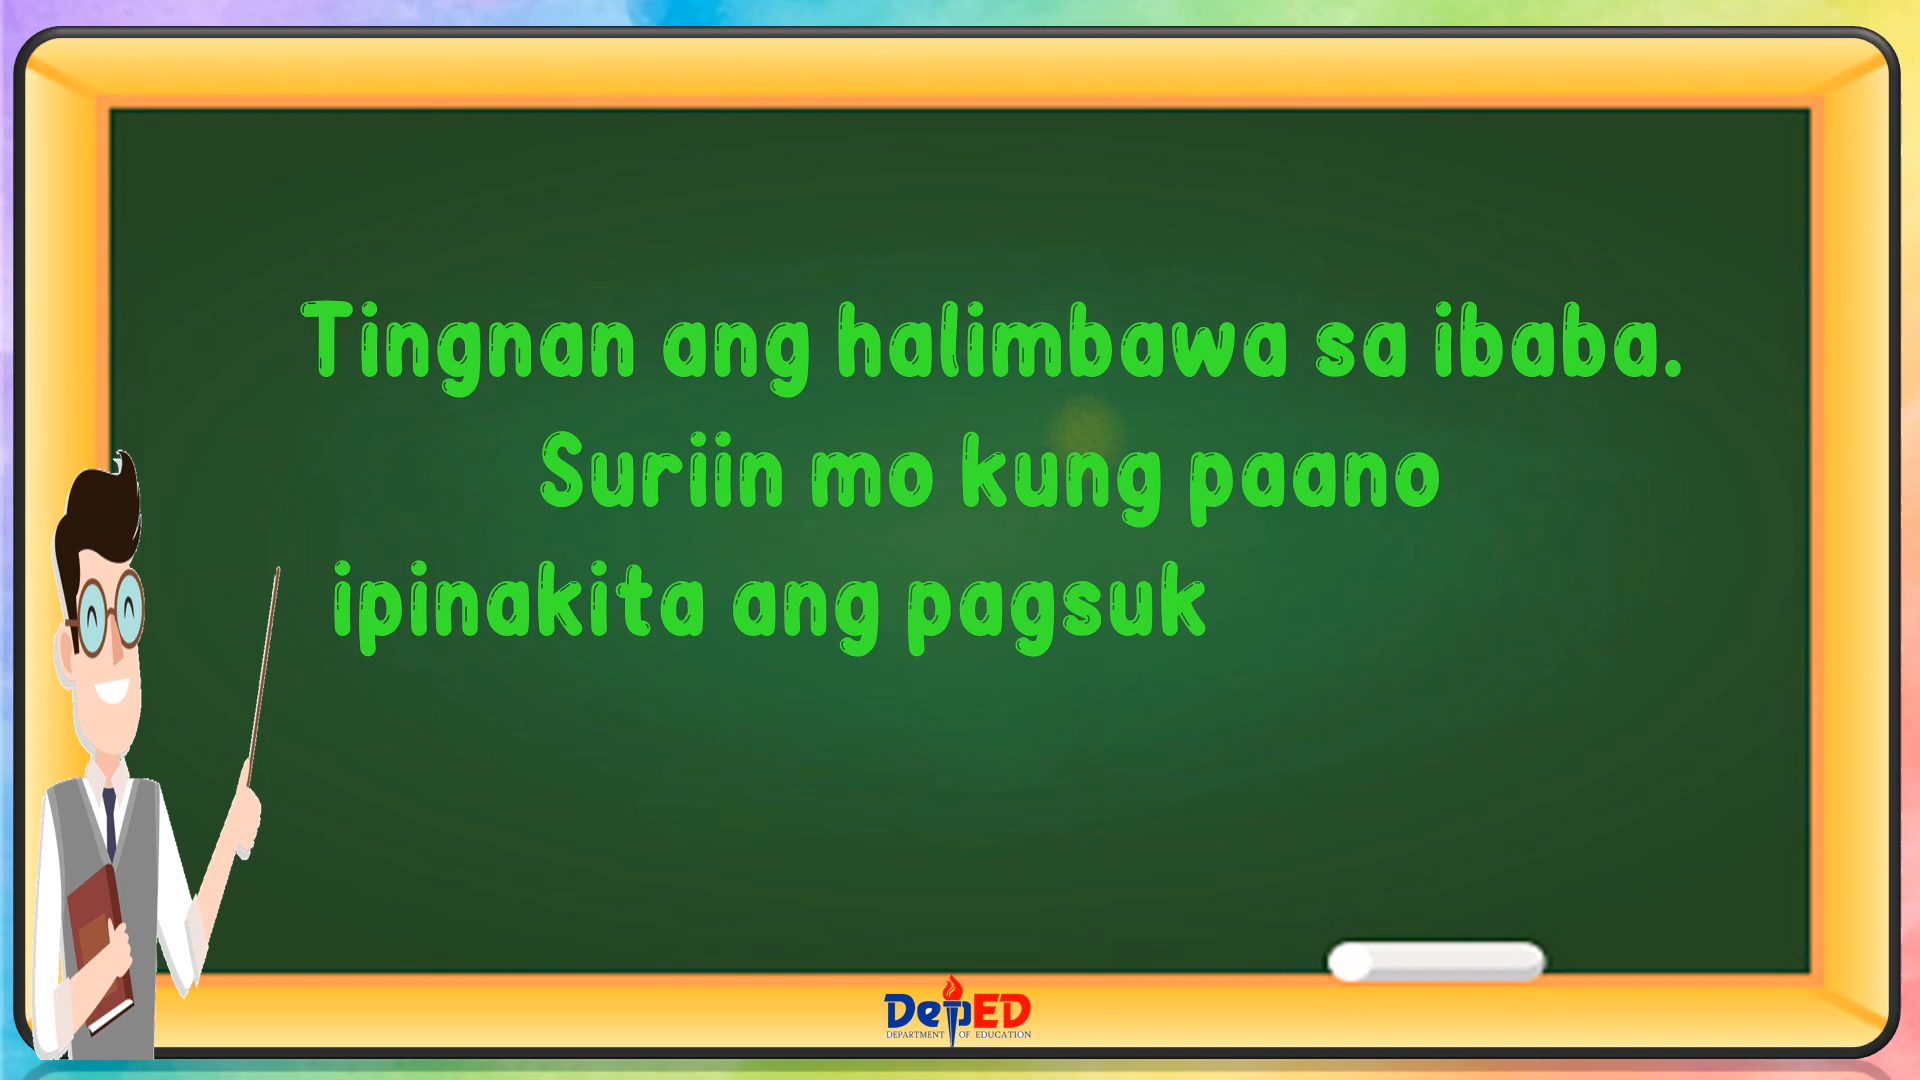 Tingnan ang halimbawa sa ibaba.
Suriin mo kung paano
ipinakita ang pagsuk
DepED
DEPARTMENT OF EDUCATION